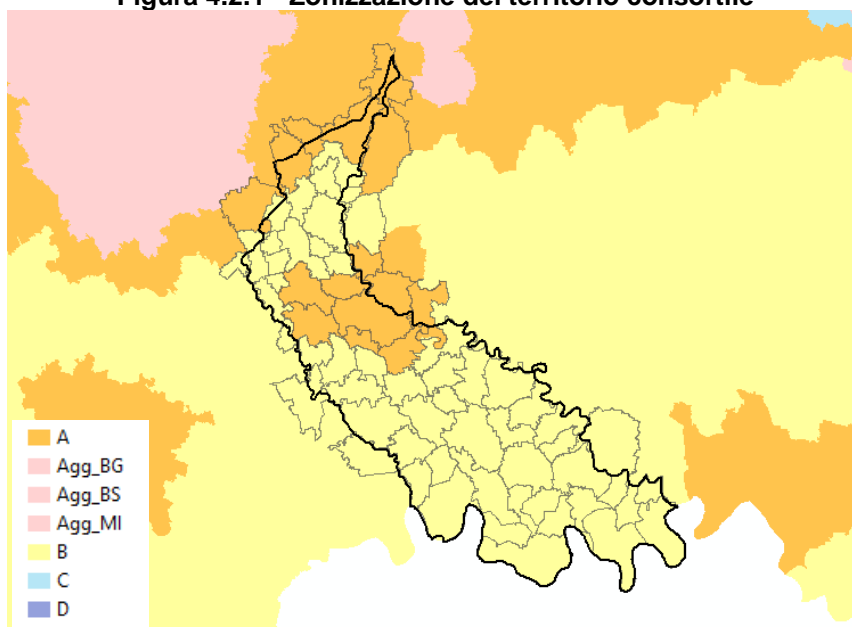 Figura 4.2.1 - Zonizzazione del territorio consortile
A
Agg_BG
Agg_BS
Agg_MI
B
C
D